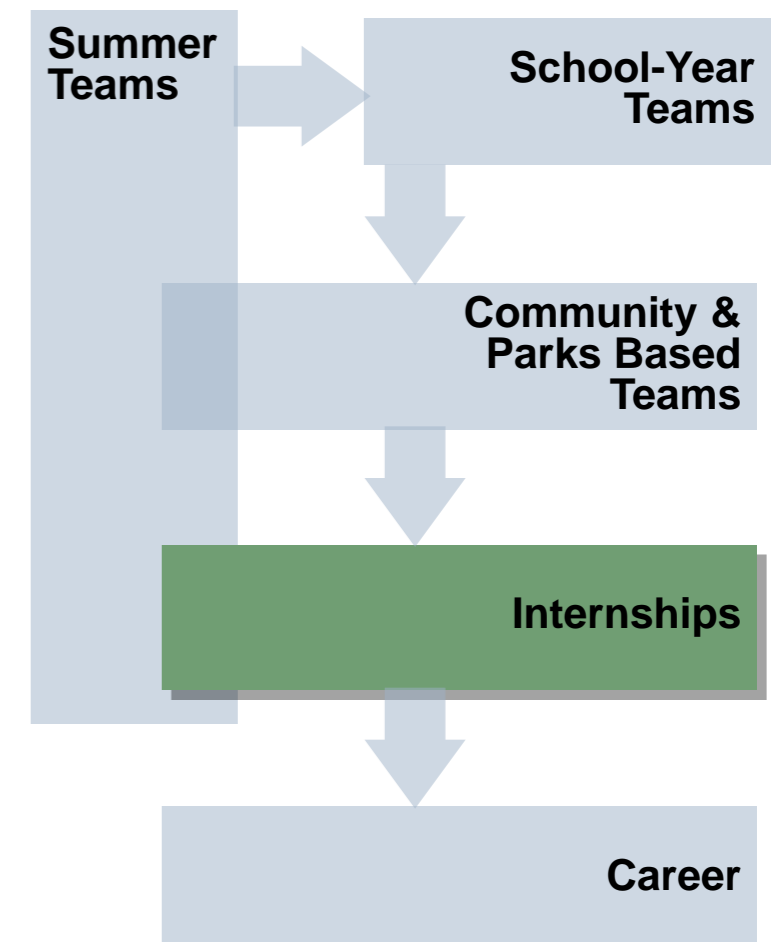 Summer
Teams
School-Year
Teams
Community &
Parks Based
Teams
Internships
Career